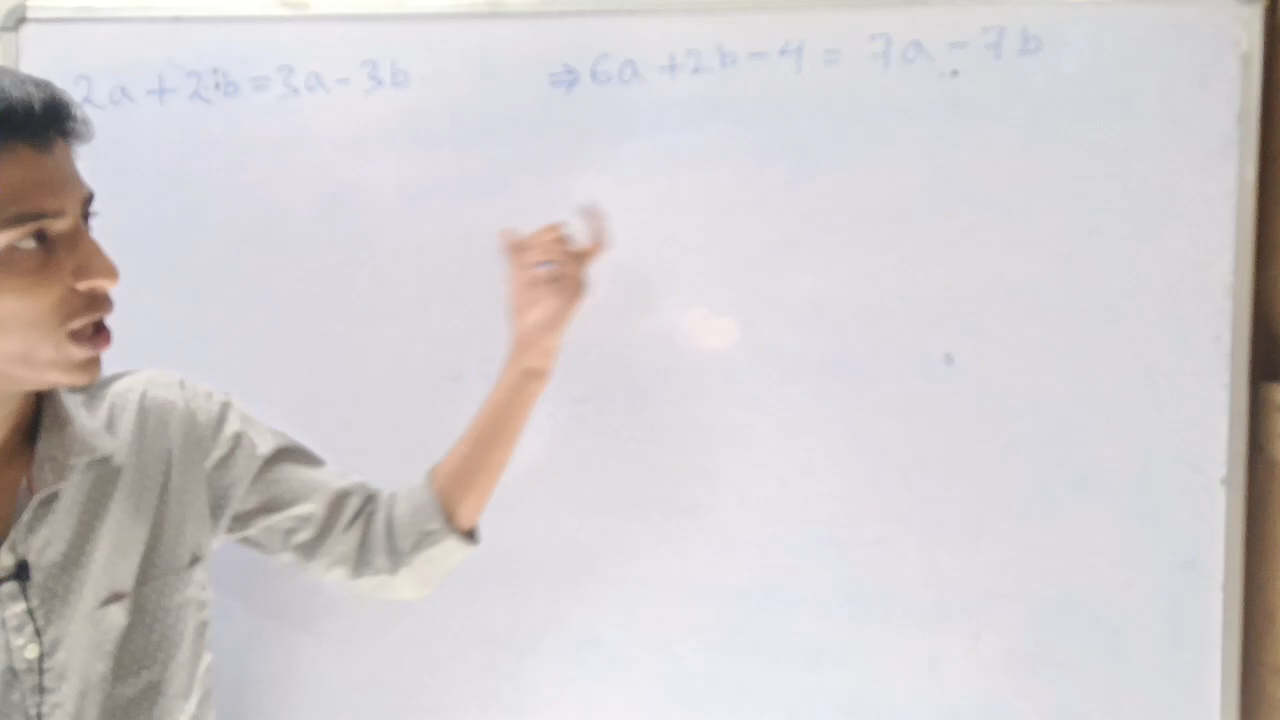 2a + 2b = 3a - 3b
⇒ 6a + 2b - 4 = 7a - 7b